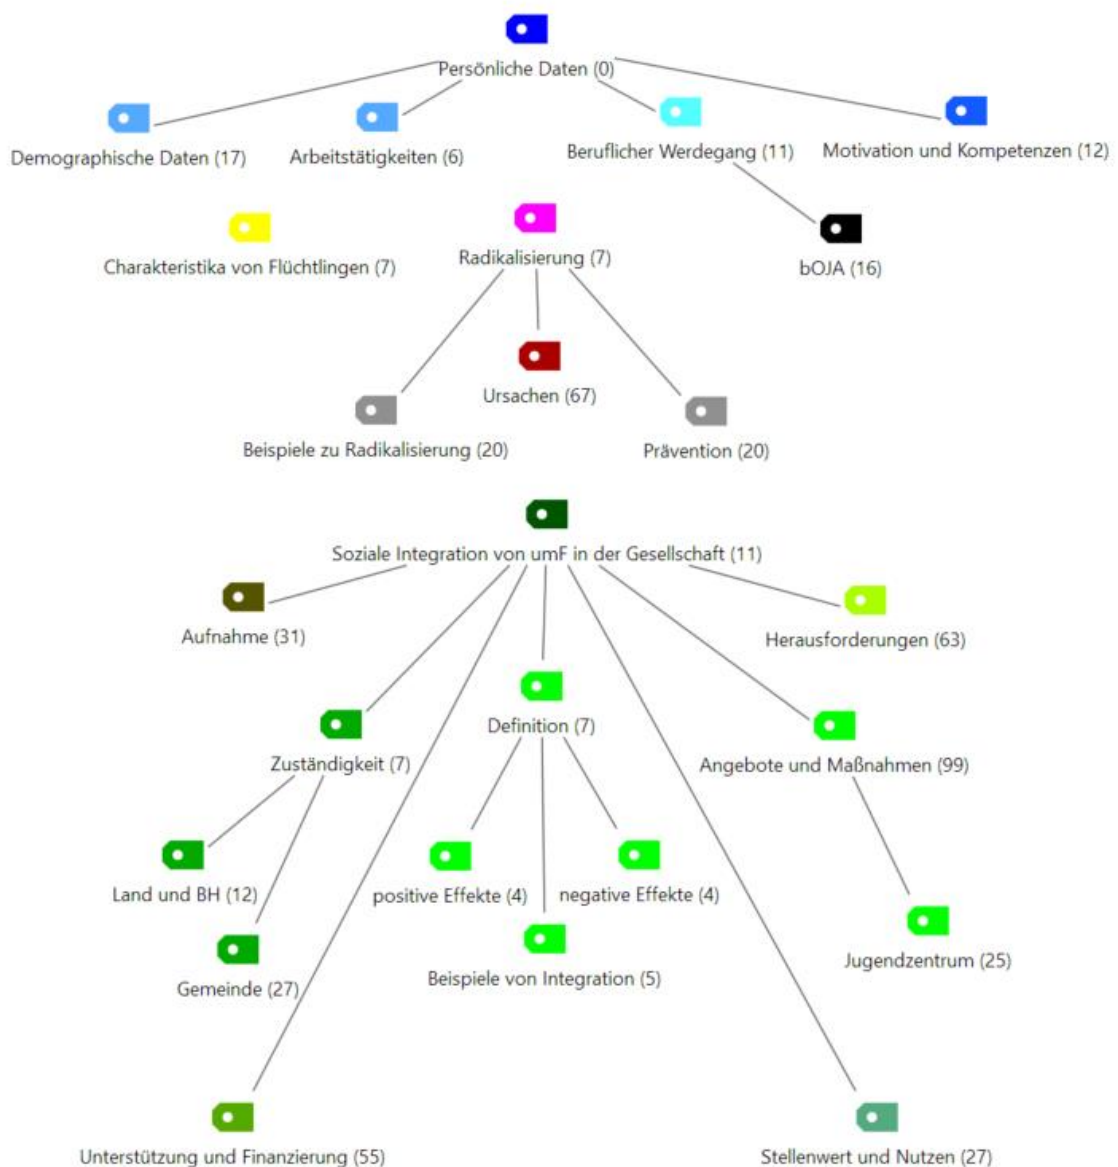 Persönliche Daten (0)
Demographische Daten (17)
Arbeitstätigkeiten (6)
Beruflicher Werdegang (11)
Motivation und Kompetenzen (12)
Charakteristika von Flüchtlingen (7)
Radikalisierung (7)
bOJA (16)
Ursachen (67)
Beispiele zu Radikalisierung (20)
Prävention (20)
Soziale Integration von umF in der Gesellschaft (11)
Aufnahme (31)
Herausforderungen (63)
Definition (7)
Zuständigkeit (7)
Angebote und Maßnahmen (99)
Land und BH (12)
positive Effekte (4)
negative Effekte (4)
Jugendzentrum (25)
Gemeinde (27)
Beispiele von Integration (5)
Unterstützung und Finanzierung (55)
Stellenwert und Nutzen (27)